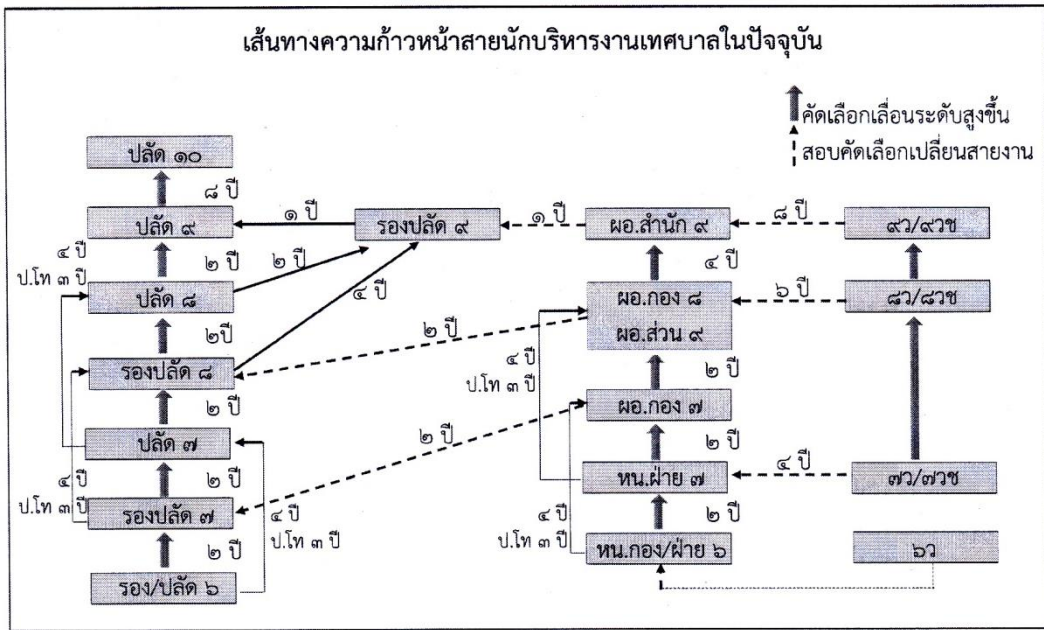 เส้นทางความก้าวหน้าสายนักบริหารงานเทศบาลในปัจจุบัน
คัดเลือกเลื่อนระดับสูงขึ้น
สอบคัดเลือกเปลี่ยนสายงาน
ปลัด ๑๐
๘ ปี
ปลัด ๙
๑ ปี
รองปลัด ๙
๑ ปี
ผอ.สำนัก ๙
๘ ปี
๙ว/๙วช
๔ ปี
ป.โท ๓ ปี
๒ ปี
๒ ปี
๔ ปี
๔ ปี
ปลัด ๘
ผอ.กอง ๘
ผอ.ส่วน ๙
๖ ปี
๘ว/๘วช
๒ปี
๒ ปี
รองปลัด ๘
๔ ปี
ป.โท ๓ ปี
๒ ปี
๒ ปี
ผอ.กอง ๗
ปลัด ๗
๒ ปี
๒ ปี
๔ ปี
ป.โท ๓ ปี
๒ ปี
หน.ฝ่าย ๗
๔ ปี
๗ว/๗วช
รองปลัด ๗
๔ ปี
ป.โท ๓ ปี
๔ ปี
ป.โท ๓ ปี
๒ ปี
๒ ปี
หน.กอง/ฝ่าย ๖
๖ว
รอง/ปลัด ๖